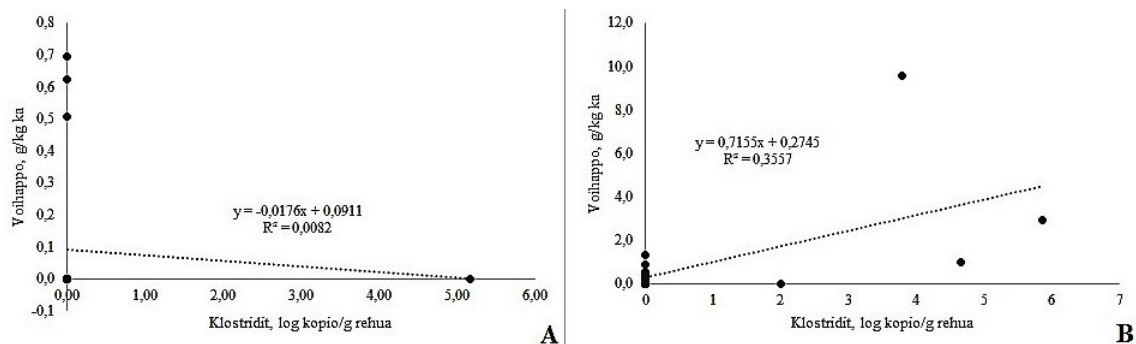 0,8
0,7
0,6
0,5
0,4
0,3
0,2
0,1
0,0
-0,1
Voihappo, g/kg ka
y = -0,0176x + 0,0911
R² = 0,0082
0,00 1,00 2,00 3,00 4,00 5,00 6,00
Klostridit, log kopio/g rehua
A
12,0
10,0
8,0
6,0
4,0
2,0
0,0
Voihappo, g/kg ka
y = 0,7155x + 0,2745
R² = 0,3557
0 1 2 3 4 5 6 7
Klostridit, log kopio/g rehua
B